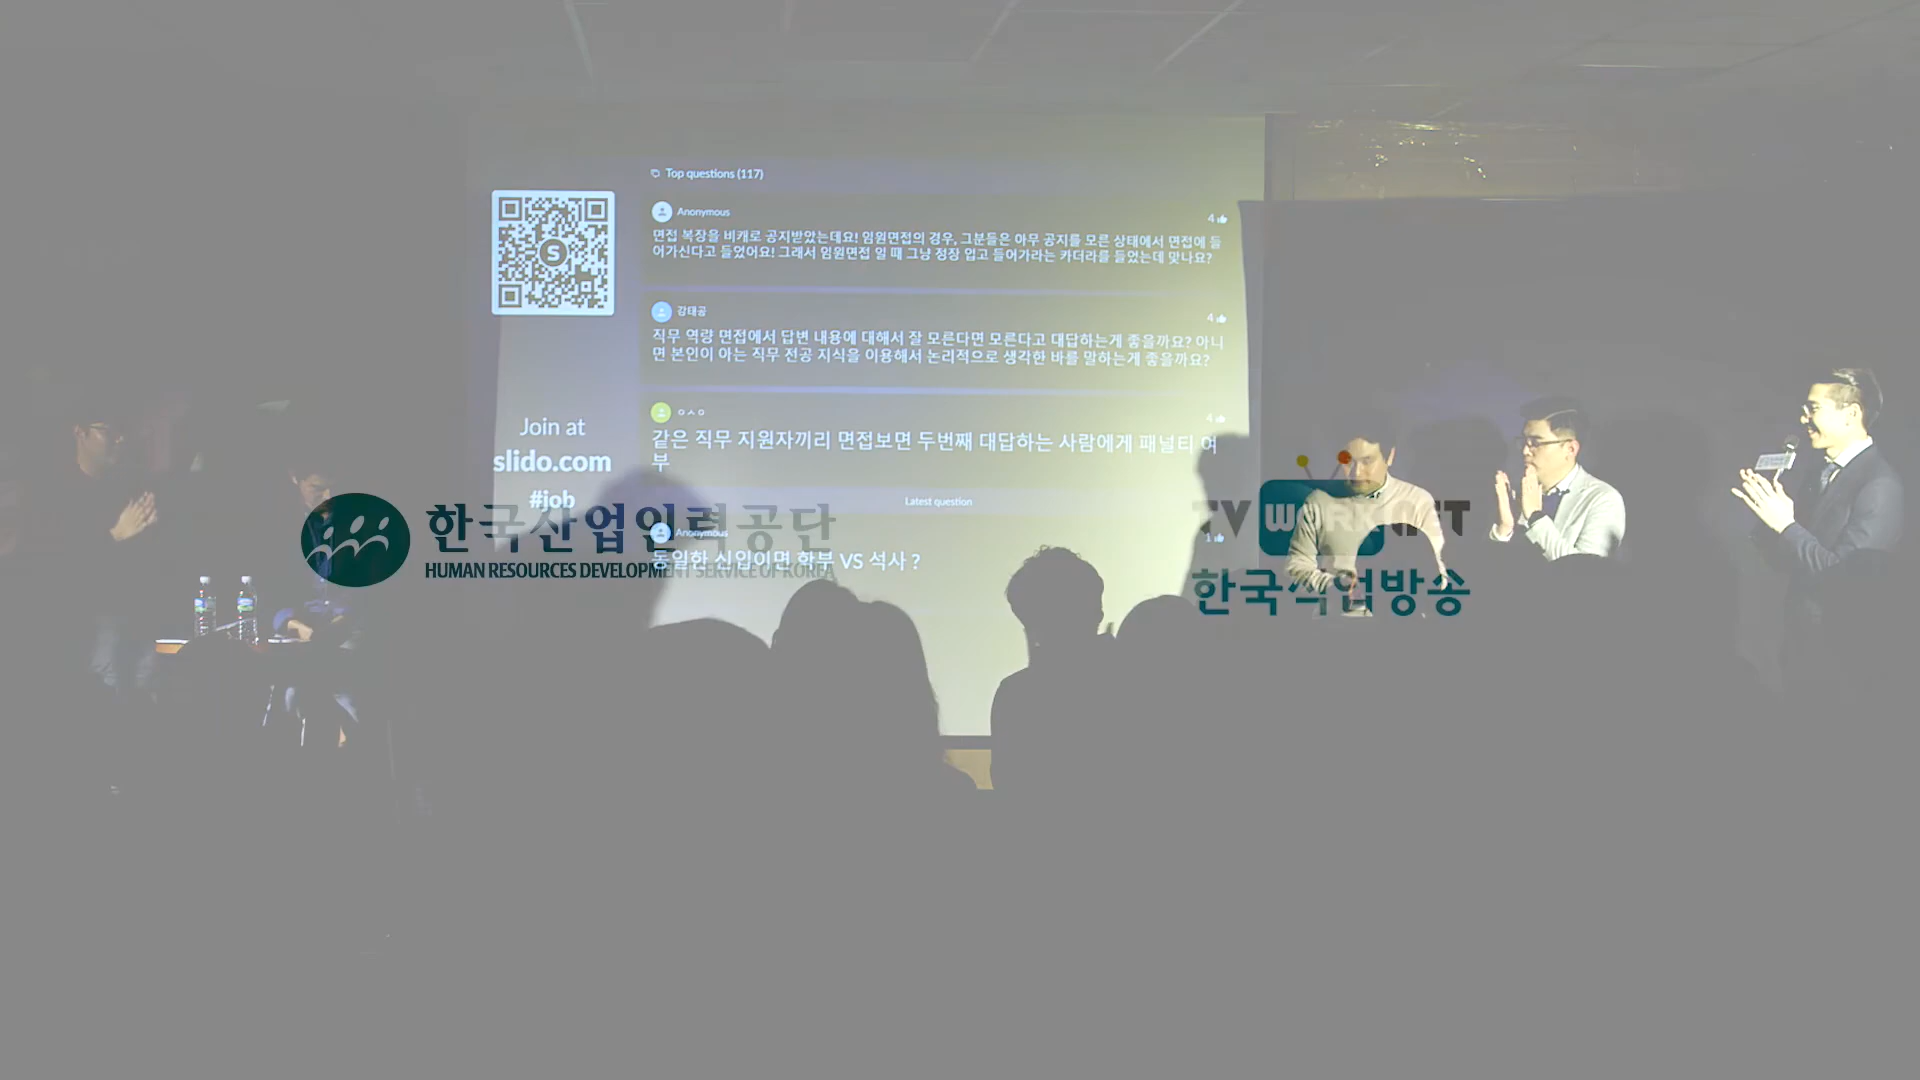 Top questions (117)
Anonymous
4
면접 복장을 비캐로 공지받았는데요! 임원면접의 경우, 그분들은 아무 공지를 모른 상태에서 면접에 들
어가신다고 들었어요! 그래서 임원면접 일 때 그냥 정장 입고 들어가라는 카더라를 들었는데 맞나요?
강태공
4
직무 역량 면접에서 답변 내용에 대해서 잘 모른다면 모른다고 대답하는게 좋을까요? 아니
면 본인이 아는 직무 전공 지식을 이용해서 논리적으로 생각한 바를 말하는게 좋을까요?
ㅇㅅㅇ
4
같은 직무 지원자끼리 면접보면 두번째 대답하는 사람에게 패널티 여
부
Latest question
Anonymous
1
동일한 신입이면 학부 VS 석사 ?
S
Join at
slido.com
#job
한국산업인력공단
HUMAN RESOURCES DEVELOPMENT SERVICE OF KOREA
TV WORK NET
한국직업방송